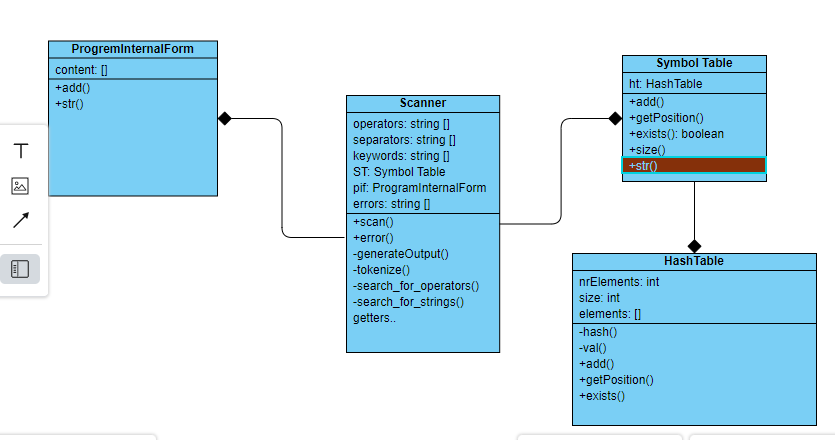 ProgremInternalForm
content: []
+add()
+str()
T
Scanner
operators: string []
separators: string []
keywords: string []
ST: Symbol Table
pif: ProgramInternalForm
errors: string []
+scan()
+error()
-generateOutput()
-tokenize()
-search_for_operators()
-search_for_strings()
getters..
Symbol Table
ht: HashTable
+add()
+getPosition()
+exists(): boolean
+size()
+str()
HashTable
nrElements: int
size: int
elements: []
-hash()
-val()
+add()
+getPosition()
+exists()